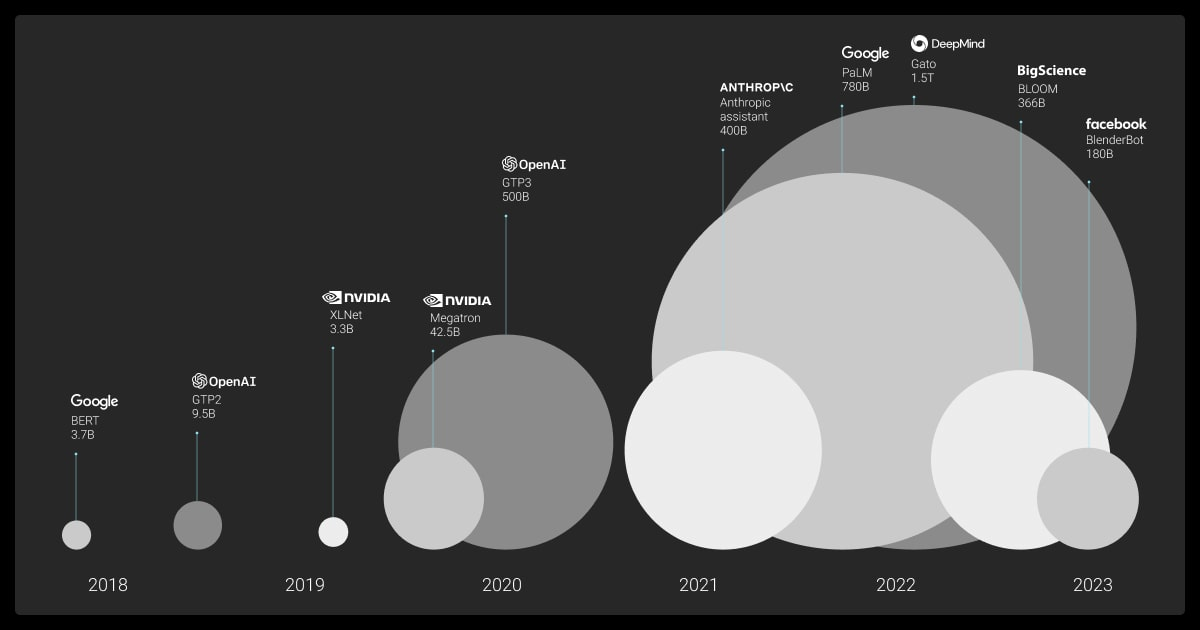 Google
BERT
3.7B
OpenAI
GTP2
9.5B
NVIDIA
XLNet
3.3B
NVIDIA
Megatron
42.5B
OpenAI
GTP3
500B
ANTHROP\C
Anthropic
assistant
400B
Google
PaLM
780B
DeepMind
Gato
1.5T
BigScience
BLOOM
366B
facebook
BlenderBot
180B
2018
2019
2020
2021
2022
2023